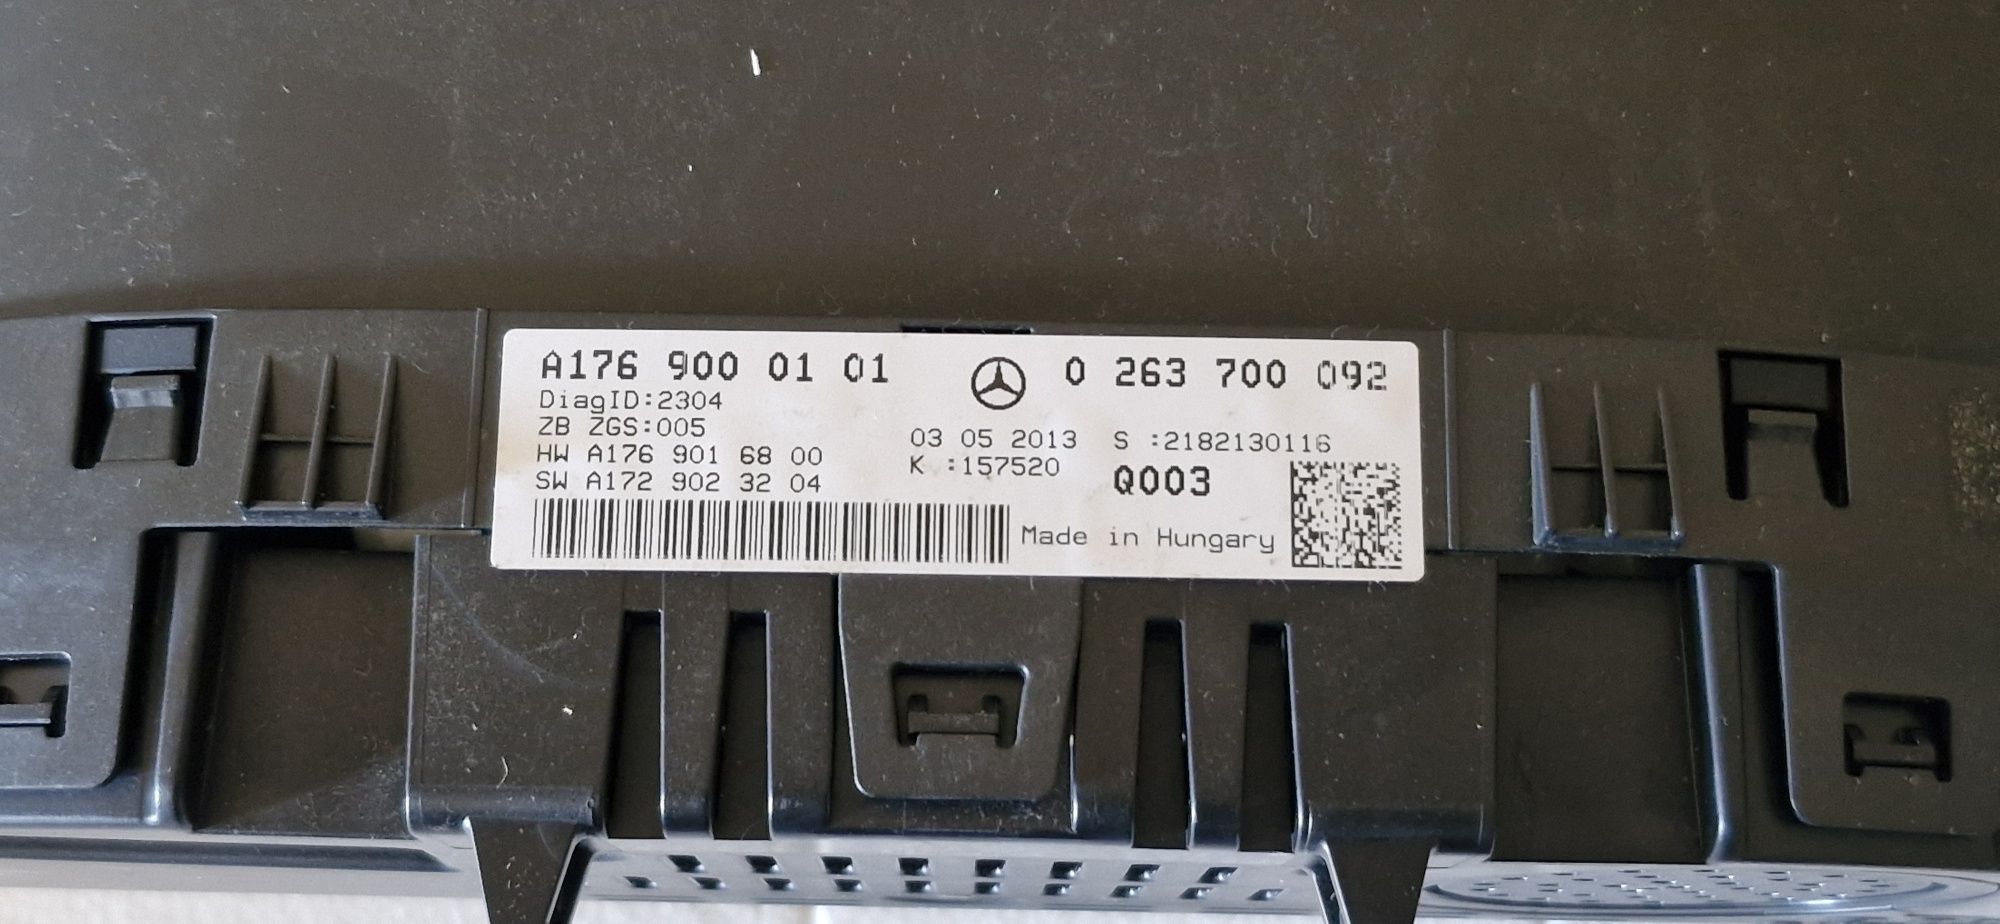 A176 900 01 01
0 263 700 092
DiagID:2304
ZB ZGS:005
HW A176 901 68 00
SW A172 902 32 04
03 05 2013
S :2182130116
K :157520
Q003
Made in Hungary